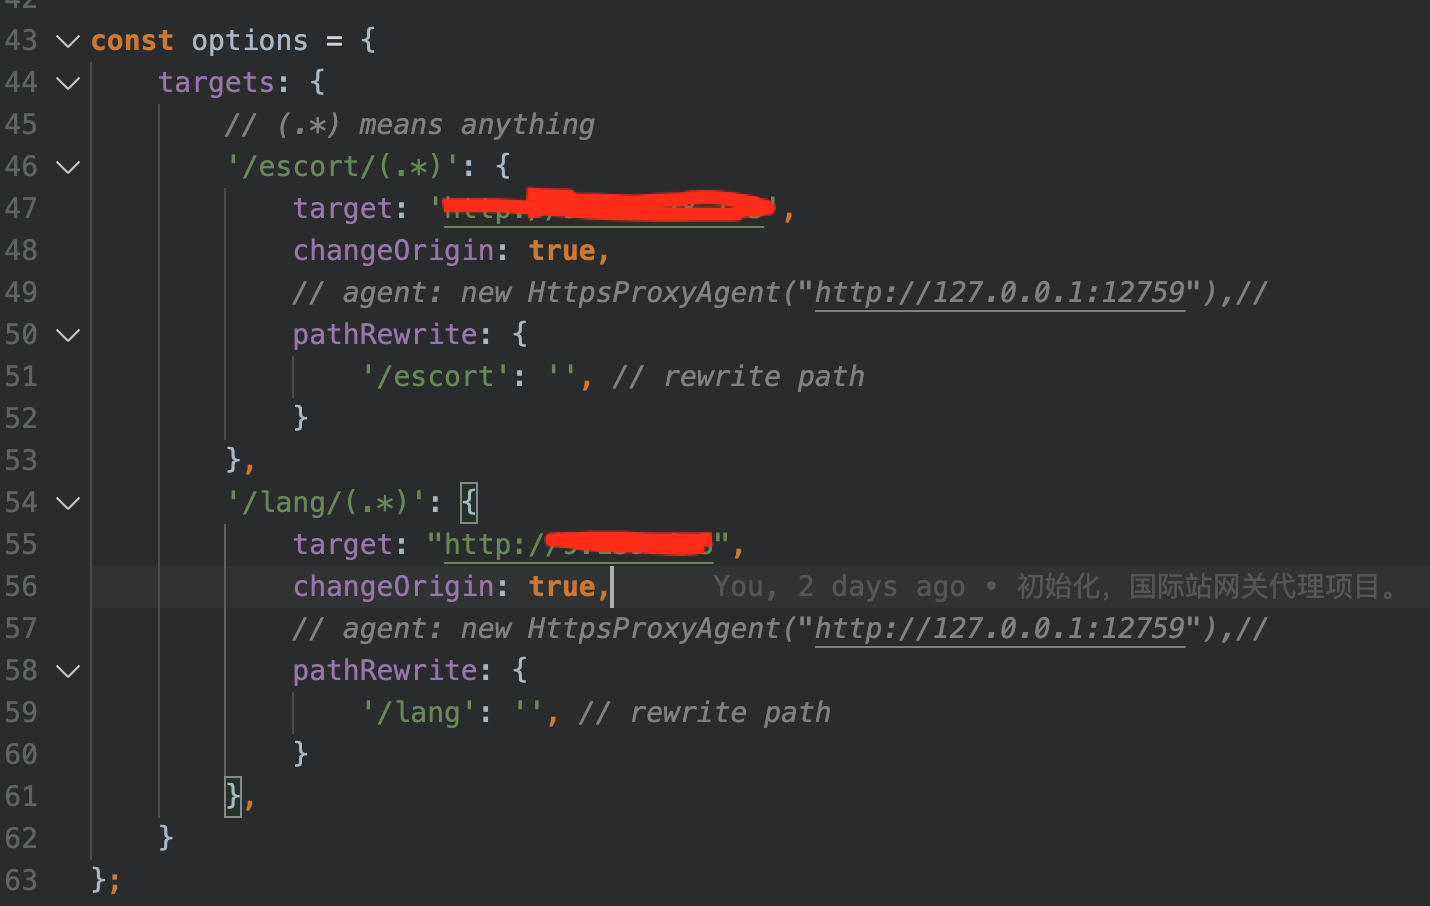 43 const options = {
44 targets: {
45 // (.*) means anything
46 '/escort/(.*)': {
47 target: '
48 changeOrigin: true,
49 // agent: new HttpsProxyAgent("http://127.0.0.1:12759"),//
50 pathRewrite: {
51 '/escort': '', // rewrite path
52 }
53 },
54 '/lang/(.*)': {
55 target: "http://",
56 changeOrigin: true, You, 2 days ago • 初始化，国际站网关代理项目。
57 // agent: new HttpsProxyAgent("http://127.0.0.1:12759"),//
58 pathRewrite: {
59 '/lang': '', // rewrite path
60 }
61 },
62 }
63 };